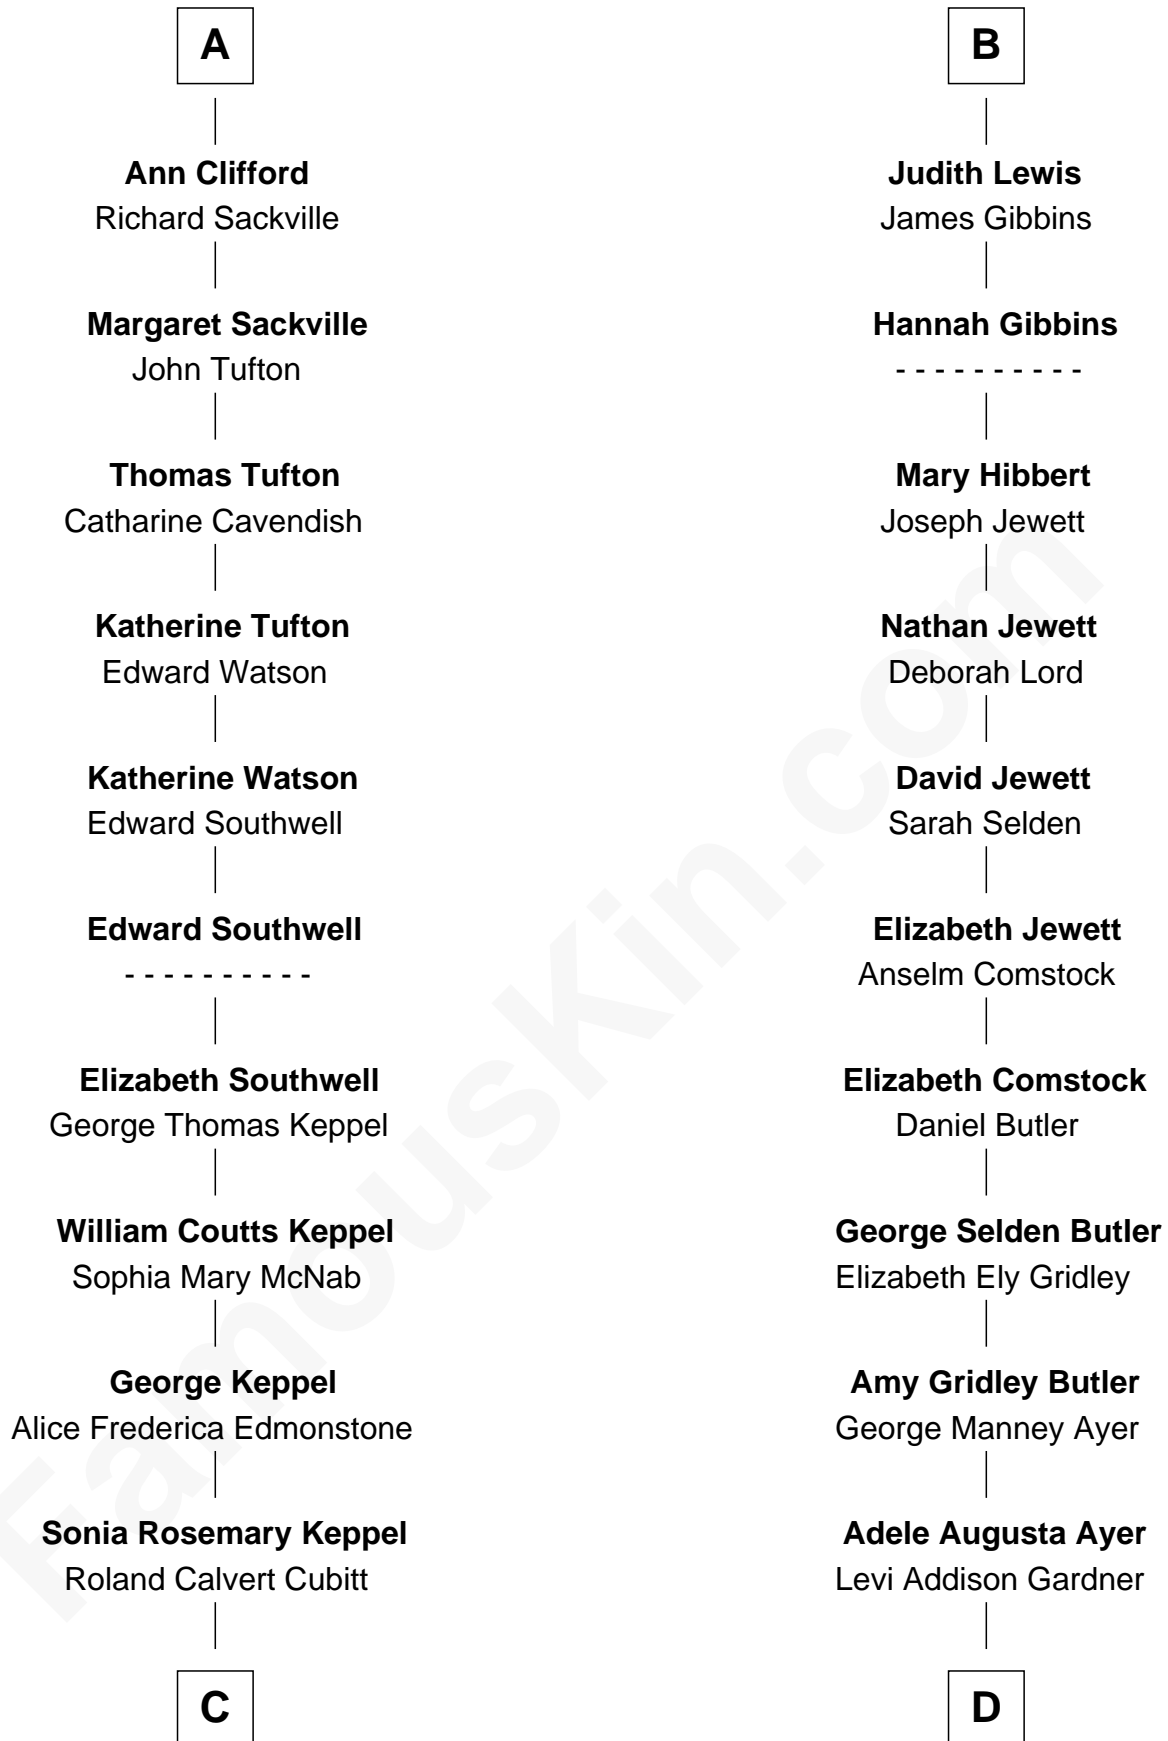 A
Ann Clifford
Richard Sackville
Margaret Sackville
John Tufton
Thomas Tufton
Catharine Cavendish
Katherine Tufton
Edward Watson
Katherine Watson
Edward Southwell
Edward Southwell
- - - - - - - - - -
Elizabeth Southwell
George Thomas Keppel
William Coutts Keppel
Sophia Mary McNab
George Keppel
Alice Frederica Edmonstone
Sonia Rosemary Keppel
Roland Calvert Cubitt
C
B
Judith Lewis
James Gibbins
Hannah Gibbins
- - - - - - - - - -
Mary Hibbert
Joseph Jewett
Nathan Jewett
Deborah Lord
David Jewett
Sarah Selden
Elizabeth Jewett
Anselm Comstock
Elizabeth Comstock
Daniel Butler
George Selden Butler
Elizabeth Ely Gridley
Amy Gridley Butler
George Manney Ayer
Adele Augusta Ayer
Levi Addison Gardner
D
FamousKin.com